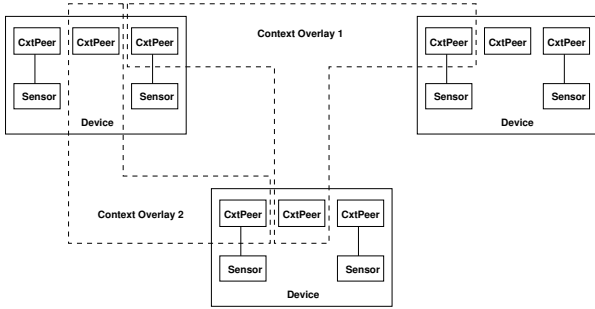 Context Overlay 1
CxtPeer CxtPeer CxtPeer
Sensor Sensor
Device
CxtPeer CxtPeer CxtPeer
Sensor Sensor
Device
Context Overlay 2
CxtPeer CxtPeer CxtPeer
Sensor Sensor
Device